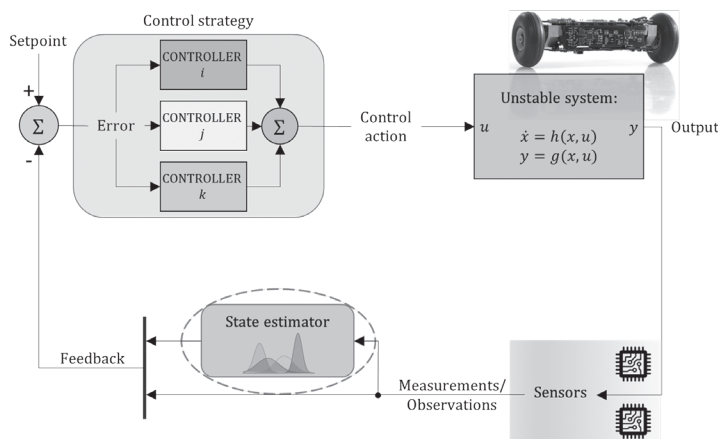 Control strategy
Setpoint
+
Σ
-
Error
CONTROLLER
i
CONTROLLER
j
CONTROLLER
k
Σ
Control
action
Unstable system:
u
ẋ = h(x, u)
y = g(x, u)
y
Output
State estimator
Feedback
Measurements/
Observations
Sensors